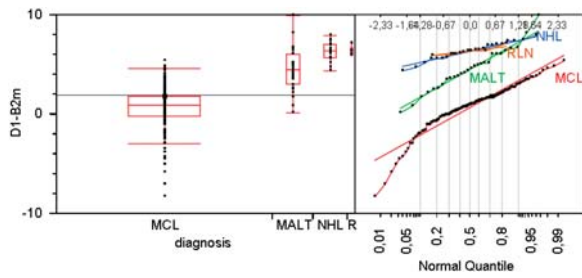 -2,33 -1,64 -1,28 -0,67 0,0 0,67 1,28 1,64 2,33
10
5
0
-10
D1-B2m
MCL MALT NHL R
diagnosis
NHL
RLN
MALT
MCL
0,01 0,05 0,2 0,5 0,8 0,95 0,99
Normal Quantile